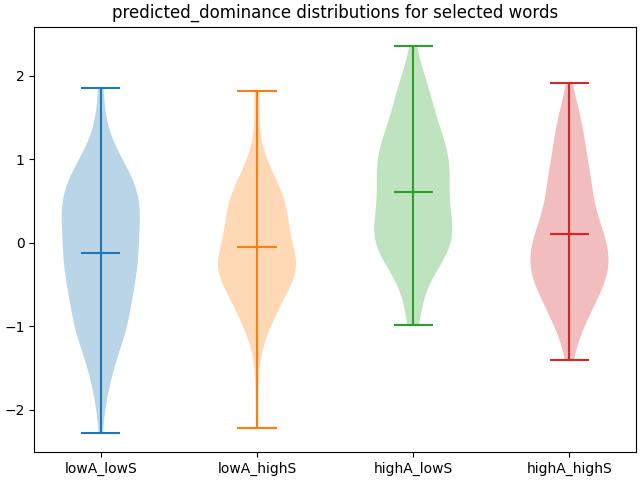 predicted_dominance distributions for selected words
2
1
0
−1
−2
lowA_lowS lowA_highS highA_lowS highA_highS